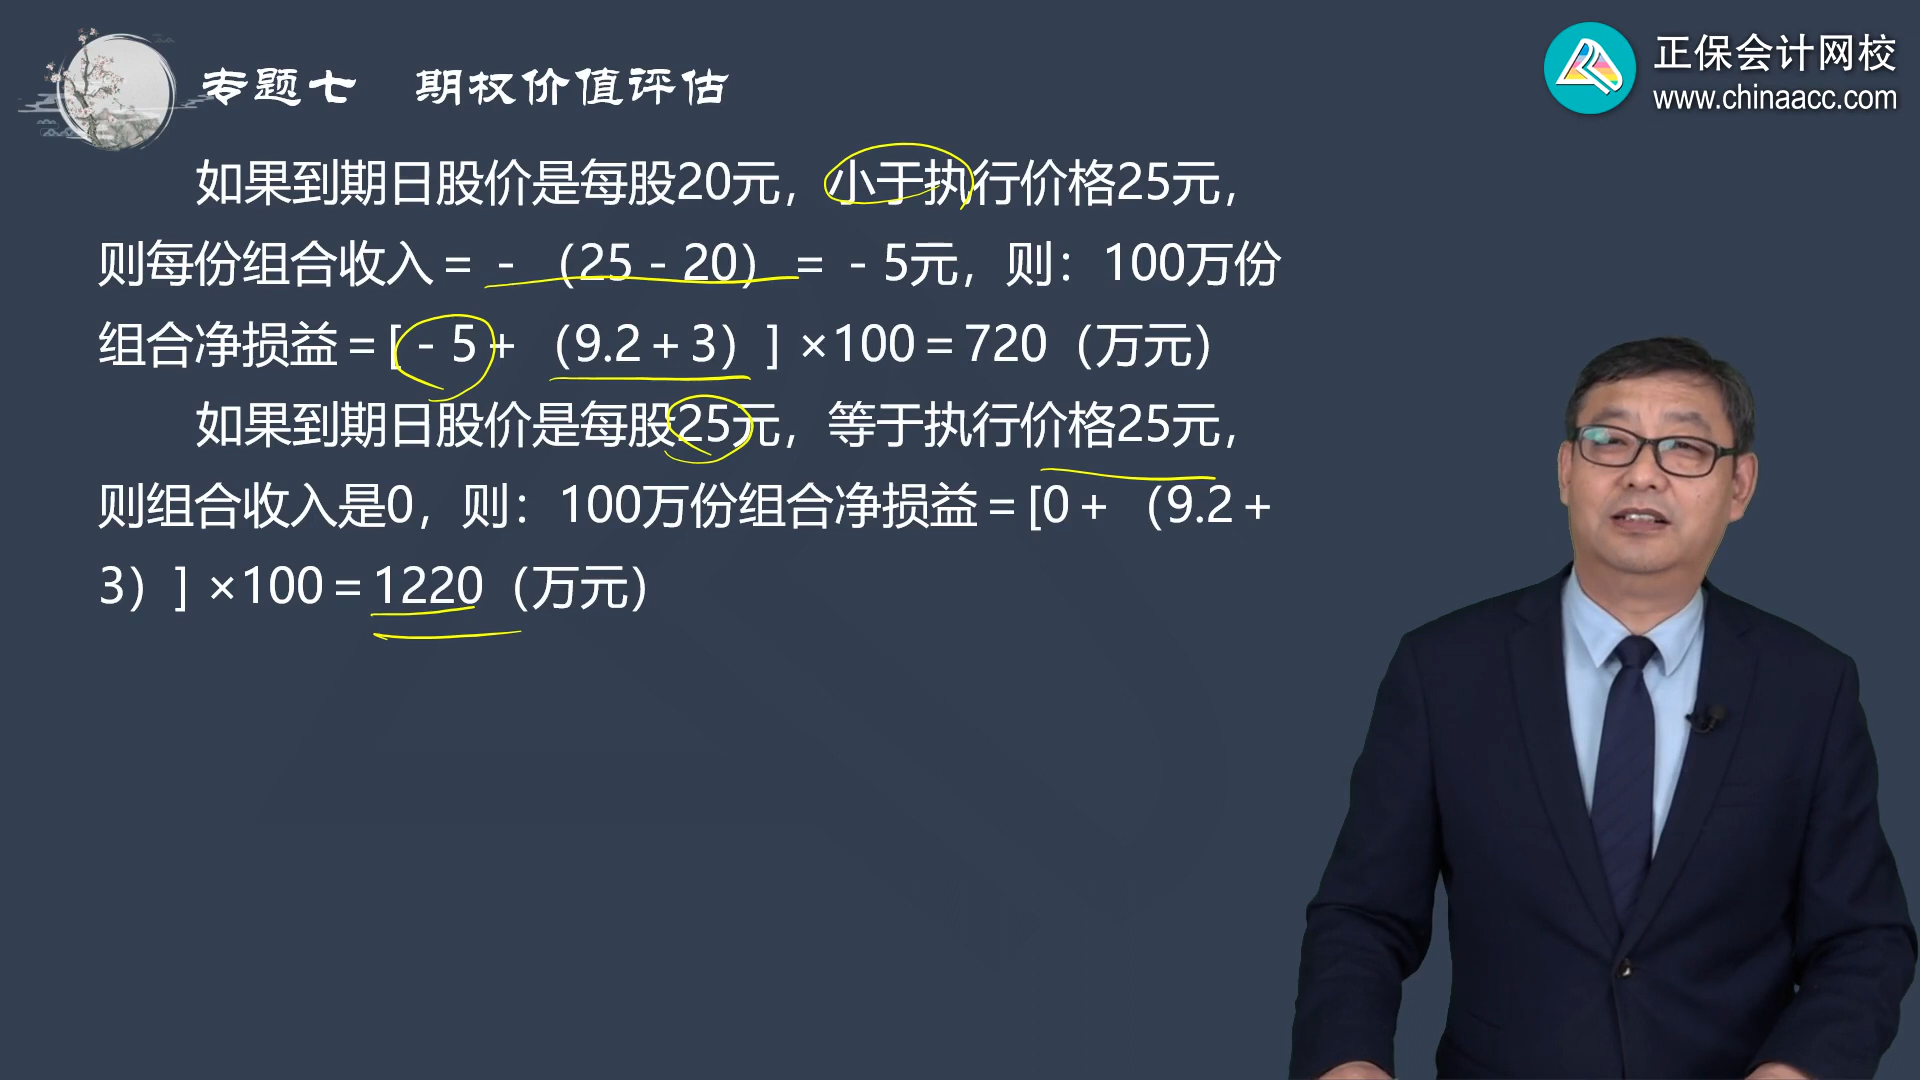 专题七 期权价值评估
正保会计网校
www.chinaacc.com
如果到期日股价是每股20元，小于执行价格25元，
则每份组合收入＝－（25－20）＝－5元，则：100万份
组合净损益＝[－5＋（9.2＋3）］×100＝720（万元）
如果到期日股价是每股25元，等于执行价格25元，
则组合收入是0，则：100万份组合净损益＝[0＋（9.2＋
3）］×100＝1220（万元）